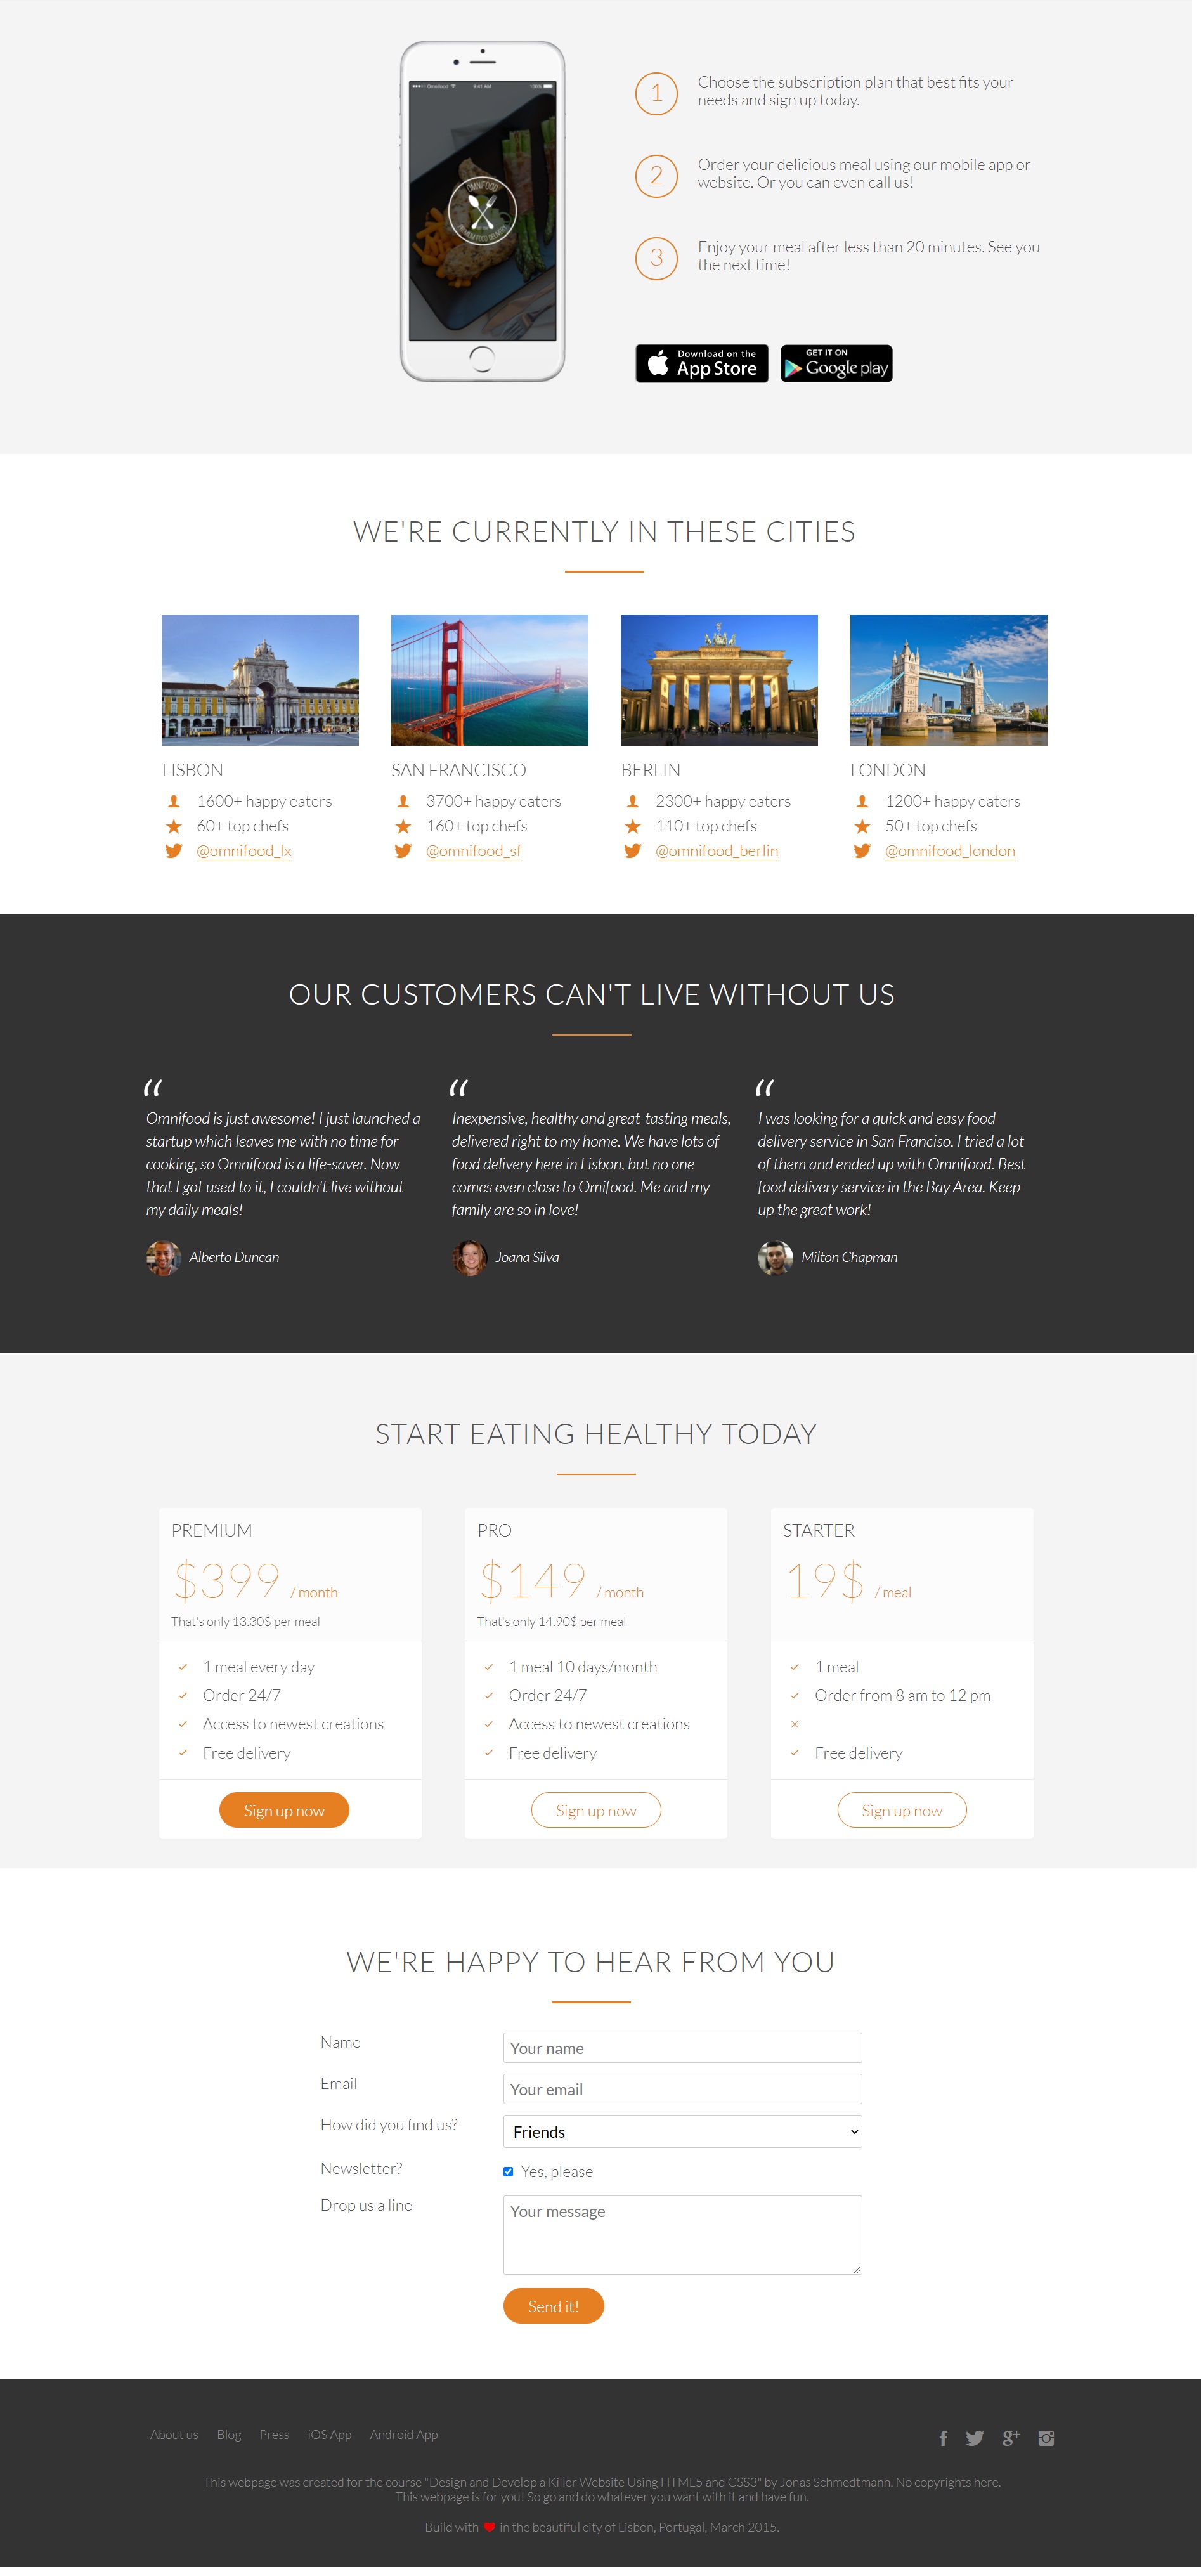 Omnifood
9:41 AM
100%
OMNIFOOD
PREMIUM FOOD DELIVERY
1
Choose the subscription plan that best fits your
needs and sign up today.
2
Order your delicious meal using our mobile app or
website. Or you can even call us!
3
Enjoy your meal after less than 20 minutes. See you
the next time!
Download on the
App Store
GET IT ON
Google play
WE'RE CURRENTLY IN THESE CITIES
LISBON
1600+ happy eaters
60+ top chefs
@omnifood_lx
SAN FRANCISCO
3700+ happy eaters
160+ top chefs
@omnifood_sf
BERLIN
2300+ happy eaters
110+ top chefs
@omnifood_berlin
LONDON
1200+ happy eaters
50+ top chefs
@omnifood_london
OUR CUSTOMERS CAN'T LIVE WITHOUT US
“
Omnifood is just awesome! I just launched a
startup which leaves me with no time for
cooking, so Omnifood is a life-saver. Now
that I got used to it, I couldn't live without
my daily meals!
Alberto Duncan
“
Inexpensive, healthy and great-tasting meals,
delivered right to my home. We have lots of
food delivery here in Lisbon, but no one
comes even close to Omifood. Me and my
family are so in love!
Joana Silva
“
I was looking for a quick and easy food
delivery service in San Franciso. I tried a lot
of them and ended up with Omnifood. Best
food delivery service in the Bay Area. Keep
up the great work!
Milton Chapman
START EATING HEALTHY TODAY
PREMIUM
$399 / month
That's only 13.30$ per meal
1 meal every day
Order 24/7
Access to newest creations
Free delivery
Sign up now
PRO
$149 / month
That's only 14.90$ per meal
1 meal 10 days/month
Order 24/7
Access to newest creations
Free delivery
Sign up now
STARTER
19$ / meal
1 meal
Order from 8 am to 12 pm
Free delivery
Sign up now
WE'RE HAPPY TO HEAR FROM YOU
Name
Your name
Email
Your email
How did you find us?
Friends
Newsletter?
Yes, please
Drop us a line
Your message
Send it!
About us Blog Press iOS App Android App
This webpage was created for the course "Design and Develop a Killer Website Using HTML5 and CSS3" by Jonas Schmedtmann. No copyrights here.
This webpage is for you! So go and do whatever you want with it and have fun.
Build with ♥ in the beautiful city of Lisbon, Portugal, March 2015.